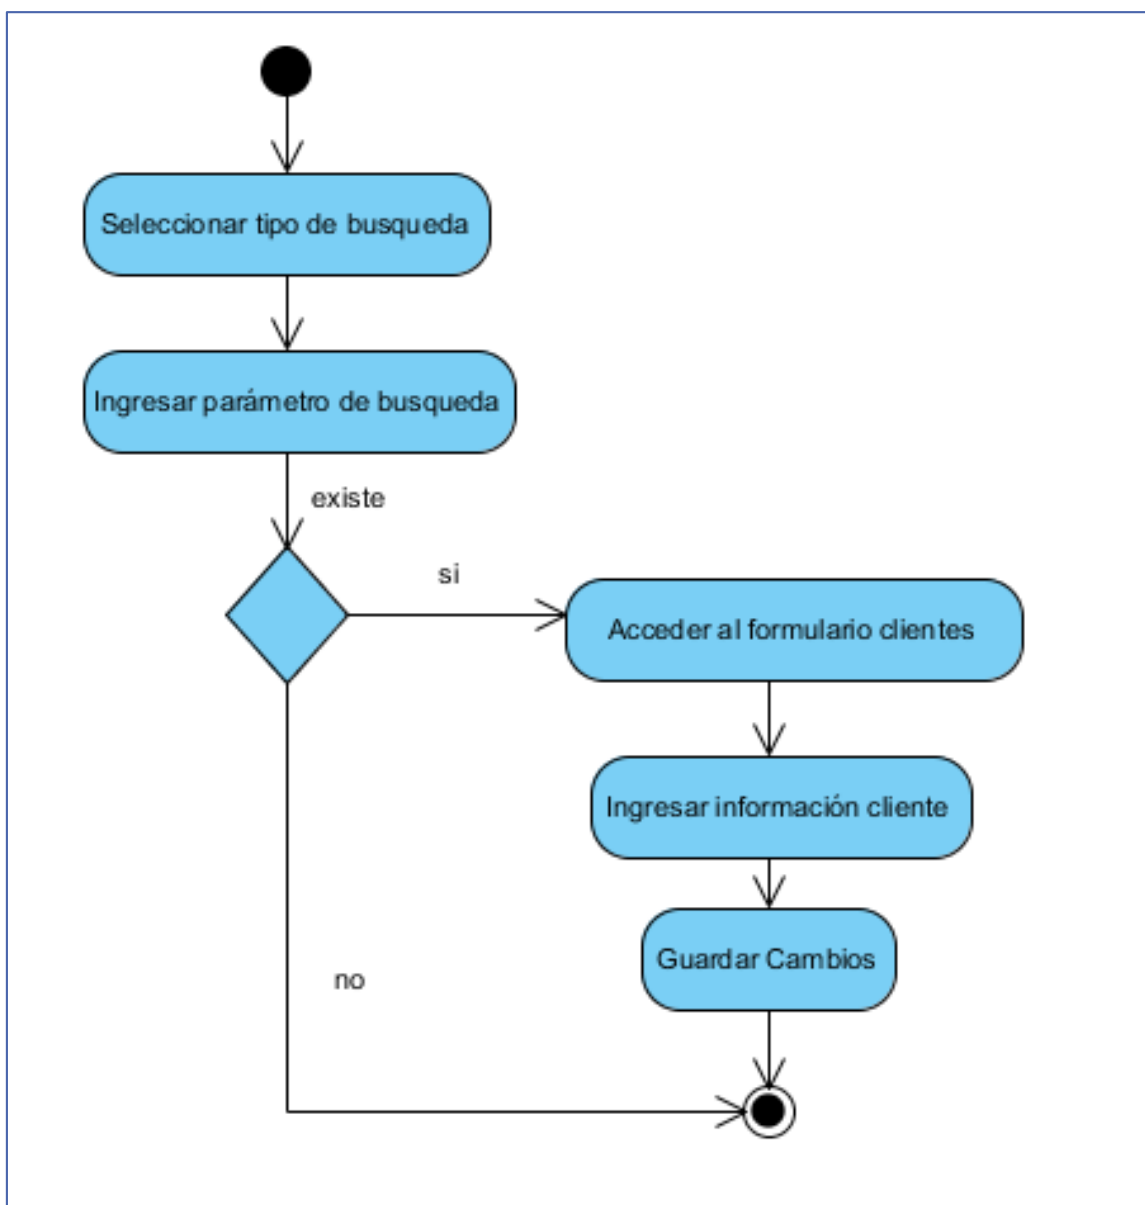 Seleccionar tipo de busqueda
Ingresar parámetro de busqueda
existe
si
Acceder al formulario clientes
Ingresar información cliente
Guardar Cambios
no